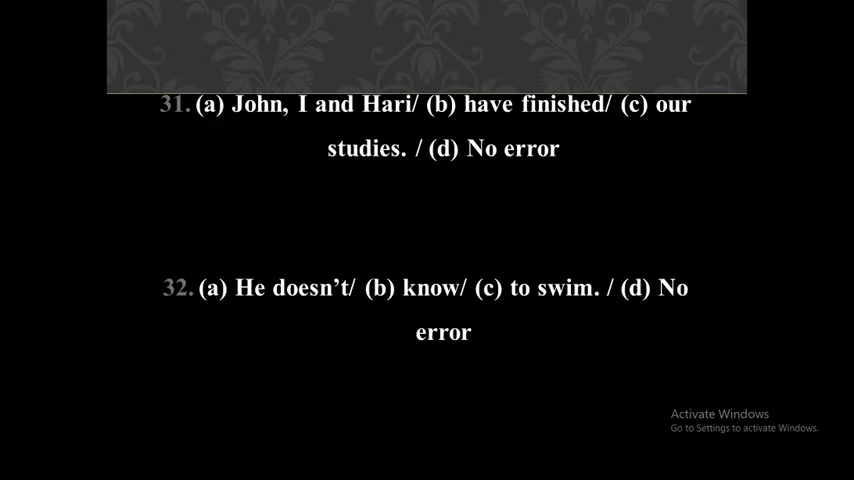 31. (a) John, I and Hari/ (b) have finished/ (c) our
studies. / (d) No error
32. (a) He doesn’t/ (b) know/ (c) to swim. / (d) No
error
Activate Windows
Go to Settings to activate Windows.